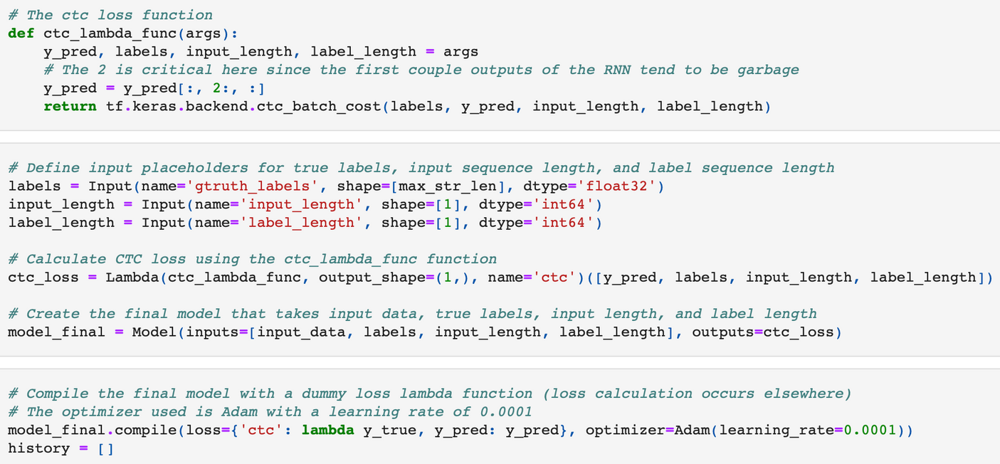 # The ctc loss function
def ctc_lambda_func(args):
    y_pred, labels, input_length, label_length = args
    # The 2 is critical here since the first couple outputs of the RNN tend to be garbage
    y_pred = y_pred[:, 2:, :]
    return tf.keras.backend.ctc_batch_cost(labels, y_pred, input_length, label_length)
# Define input placeholders for true labels, input sequence length, and label sequence length
labels = Input(name='gtruth_labels', shape=[max_str_len], dtype='float32')
input_length = Input(name='input_length', shape=[1], dtype='int64')
label_length = Input(name='label_length', shape=[1], dtype='int64')
# Calculate CTC loss using the ctc_lambda_func function
ctc_loss = Lambda(ctc_lambda_func, output_shape=(1,), name='ctc')([y_pred, labels, input_length, label_length])
# Create the final model that takes input data, true labels, input length, and label length
model_final = Model(inputs=[input_data, labels, input_length, label_length], outputs=ctc_loss)
# Compile the final model with a dummy loss lambda function (loss calculation occurs elsewhere)
# The optimizer used is Adam with a learning rate of 0.0001
model_final.compile(loss={'ctc': lambda y_true, y_pred: y_pred}, optimizer=Adam(learning_rate=0.0001))
history = []